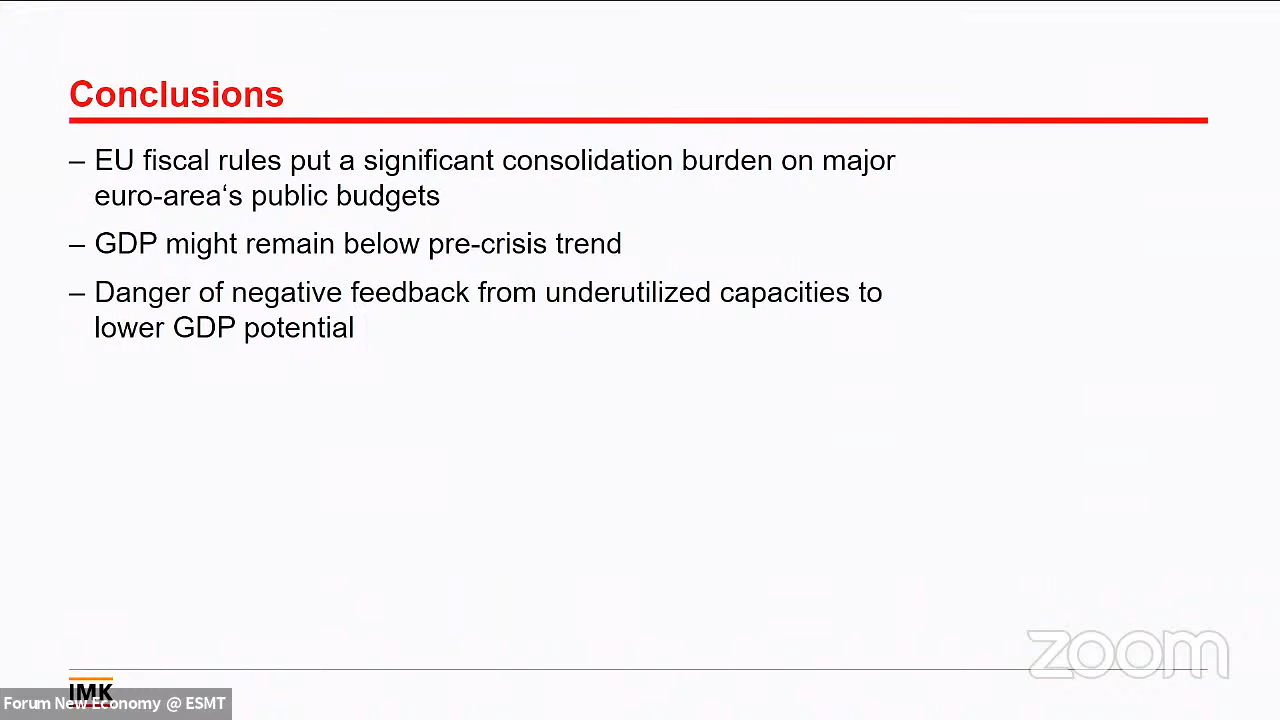 Conclusions
– EU fiscal rules put a significant consolidation burden on major
euro-area‘s public budgets
– GDP might remain below pre-crisis trend
– Danger of negative feedback from underutilized capacities to
lower GDP potential
zoom
IMK
Forum New Economy @ ESMT